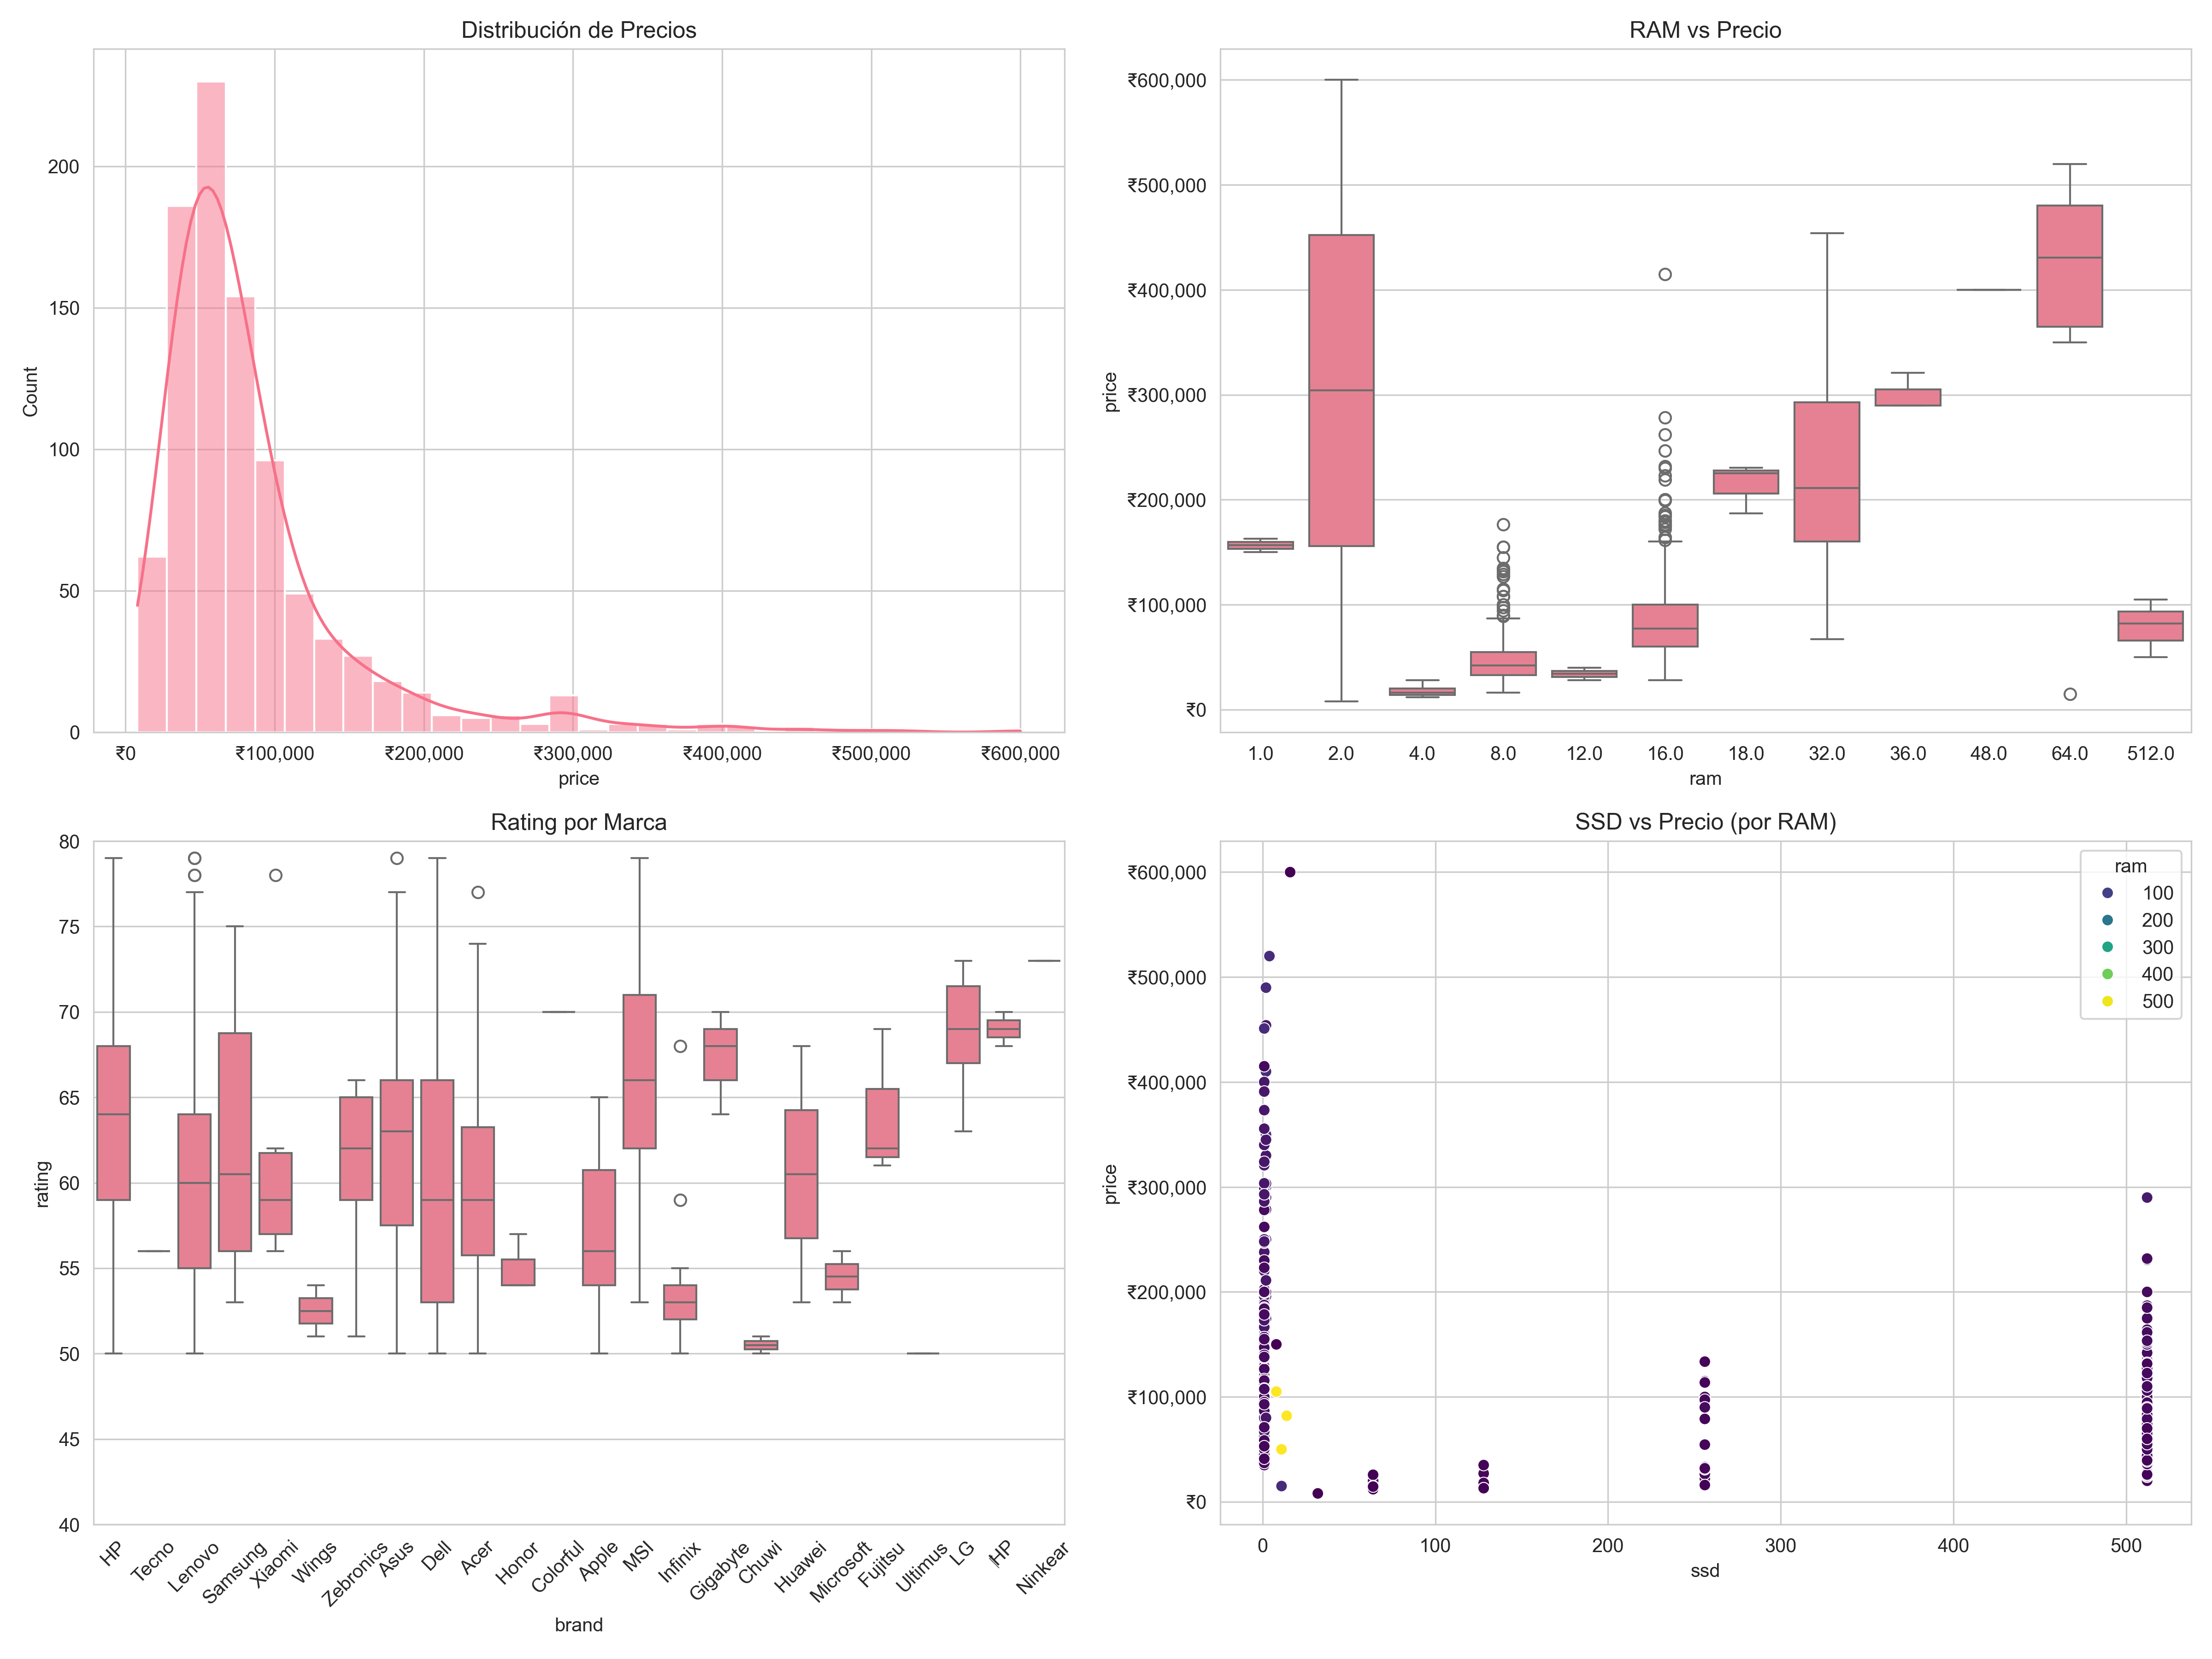 Distribución de Precios
Count
200
150
100
50
0
₹0 ₹100,000 ₹200,000 ₹300,000 ₹400,000 ₹500,000 ₹600,000
price
RAM vs Precio
price
₹600,000
₹500,000
₹400,000
₹300,000
₹200,000
₹100,000
₹0
1.0 2.0 4.0 8.0 12.0 16.0 18.0 32.0 36.0 48.0 64.0 512.0
ram
Rating por Marca
rating
80
75
70
65
60
55
50
45
40
HP Tecno Lenovo Samsung Xiaomi Wings Zebronics Asus Dell Acer Honor Colorful Apple MSI Infinix Gigabyte Chuwi Huawei Microsoft Fujitsu Ultimus LG lHP Ninkear
brand
SSD vs Precio (por RAM)
price
₹600,000
₹500,000
₹400,000
₹300,000
₹200,000
₹100,000
₹0
ram
100
200
300
400
500
0 100 200 300 400 500
ssd